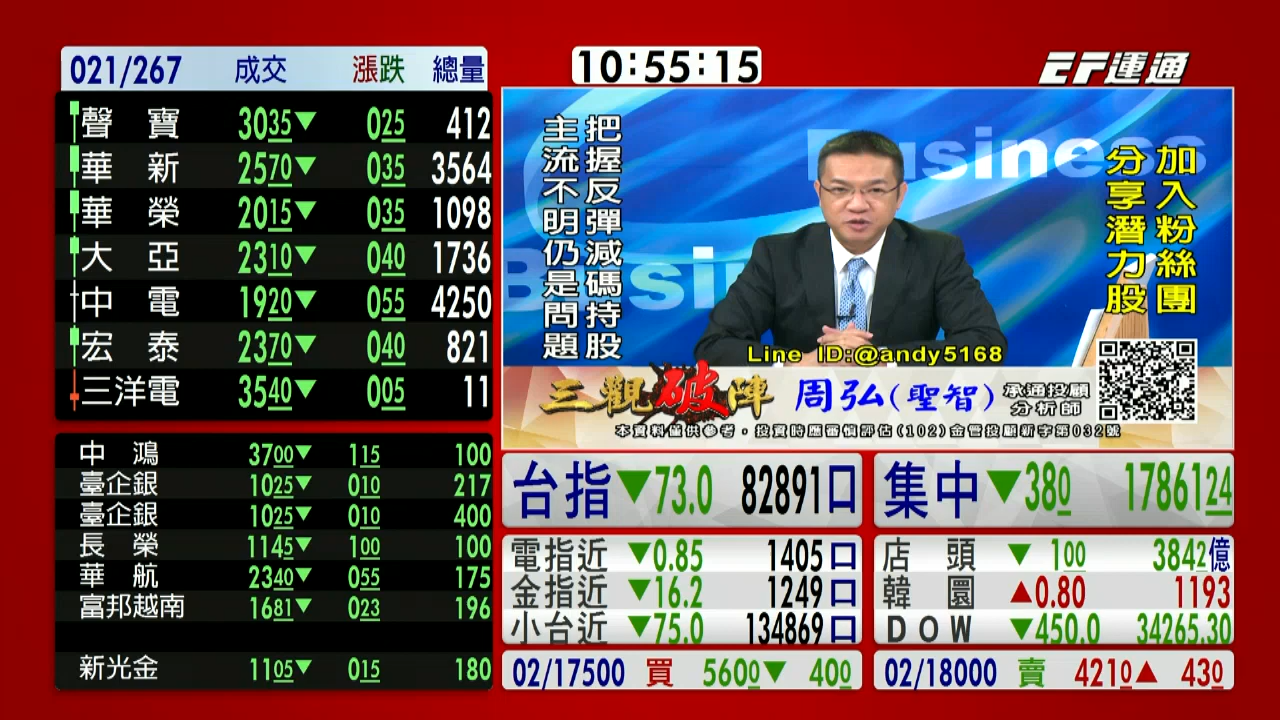 021/267 成交 漲跌 總量
聲寶 3035▼ 025 412
華新 2570▼ 035 3564
華榮 2015▼ 035 1098
大亞 2310▼ 040 1736
中電 1920▼ 055 4250
宏泰 2370▼ 040 821
三洋電 3540▼ 005 11
中鴻 3700▼ 115 100
臺企銀 1025▼ 010 217
臺企銀 1025▼ 010 400
長榮 1145▼ 100 100
華航 2340▼ 055 175
富邦越南 1681▼ 023 196
新光金 1105▼ 015 180
10:55:15
EF運通
把握反彈減碼持股
主流不明仍是問題
Business
Busin
加入粉絲團
分享潛力股
Line ID:@andy5168
三觀破陣 周弘(聖智) 承通投顧
分析師
本資料僅供參考，投資時應審慎評估(102)金管投顧新字第032號
台指▼73.0 82891口
集中▼380 1786124
電指近 ▼0.85 1405口
金指近 ▼16.2 1249口
小台近 ▼75.0 134869口
店頭 ▼ 100 3842億
韓圜 ▲0.80 1193
DOW ▼450.0 34265.30
02/17500 買 5600▼ 400
02/18000 賣 4210▲ 430